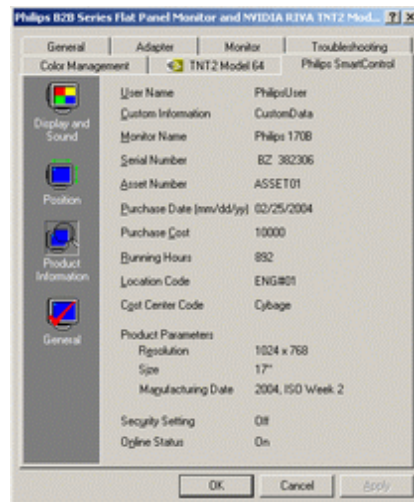 Philips B2B Series Flat Panel Monitor and NVIDIA RIVA TNT2 Mod...
General Adapter Monitor Troubleshooting
Color Management TNT2 Model 64 Philips SmartControl
Display and
Sound
Position
Product
Information
General
User Name PhilipsUser
Custom Information CustomData
Monitor Name Philips 170B
Serial Number BZ 382306
Asset Number ASSET01
Purchase Date (mm/dd/yy) 02/25/2004
Purchase Cost 10000
Running Hours 892
Location Code ENG#01
Cost Center Code Cybage
Product Parameters
Resolution 1024 x 768
Size 17"
Manufacturing Date 2004, ISO Week 2
Security Setting Off
Online Status On
OK Cancel Apply